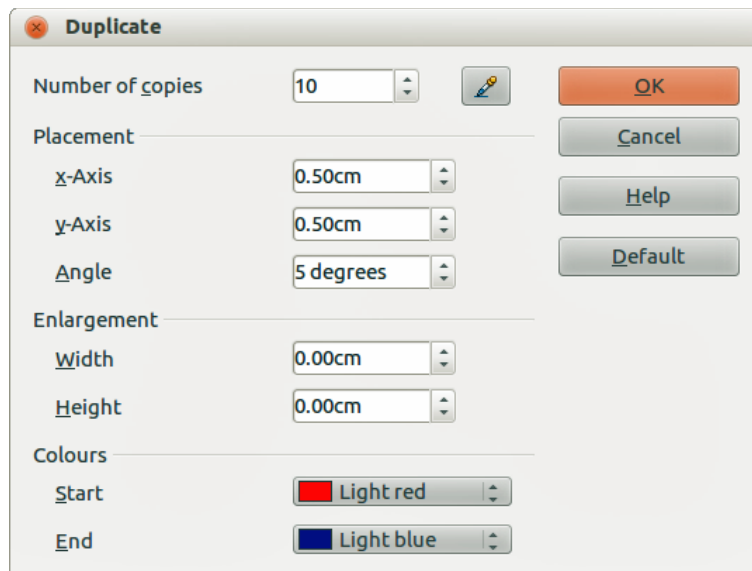 Duplicate
Number of copies 10 OK
Placement Cancel
x-Axis 0.50cm Help
y-Axis 0.50cm
Angle 5 degrees Default
Enlargement
Width 0.00cm
Height 0.00cm
Colours
Start Light red
End Light blue